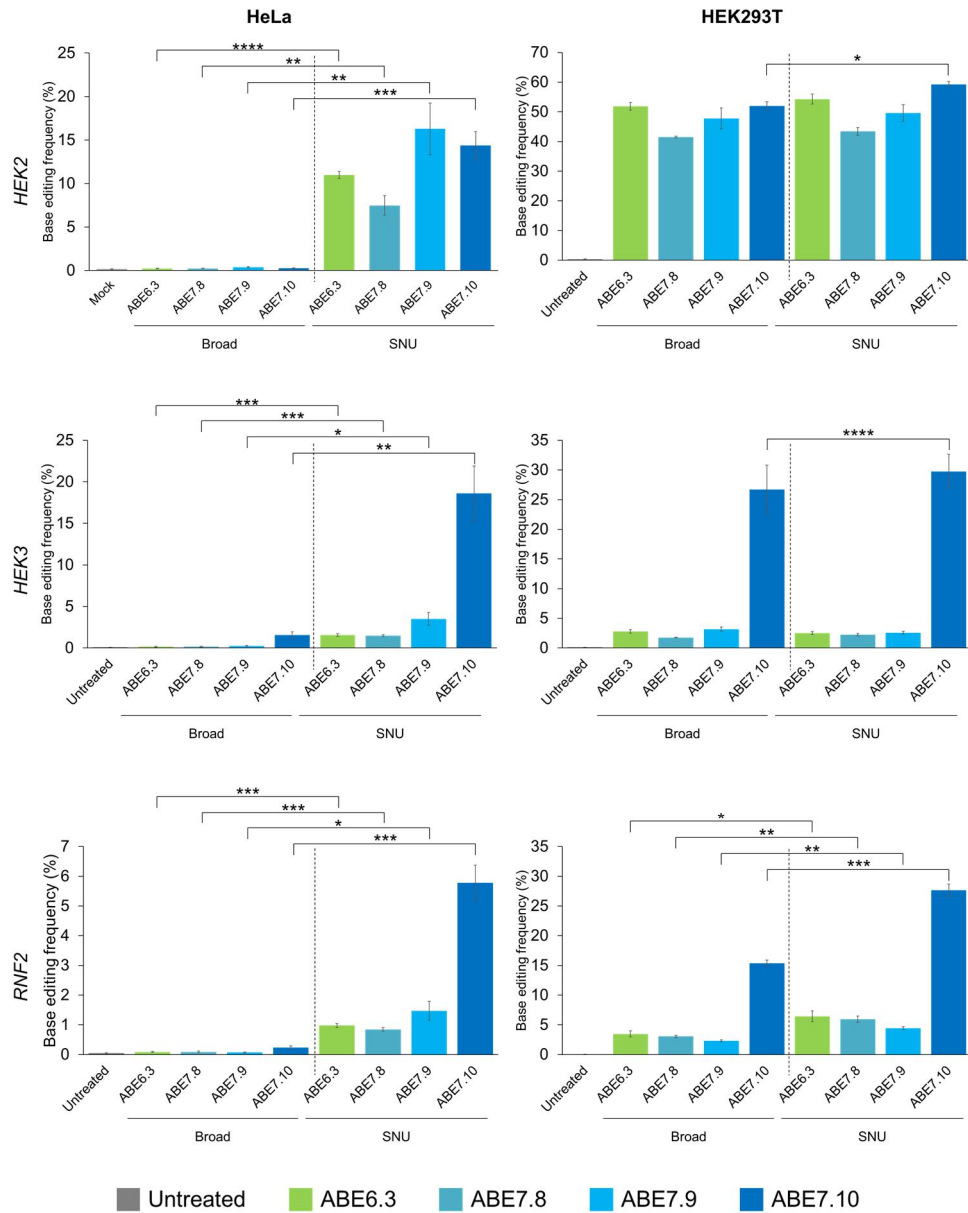 HeLa HEK293T
HEK2
Base editing frequency (%)
25
20
15
10
5
0
****
**
**
***
Mock ABE6.3 ABE7.8 ABE7.9 ABE7.10 ABE6.3 ABE7.8 ABE7.9 ABE7.10
Broad SNU
Base editing frequency (%)
70
60
50
40
30
20
10
0
*
Untreated ABE6.3 ABE7.8 ABE7.9 ABE7.10 ABE6.3 ABE7.8 ABE7.9 ABE7.10
Broad SNU
HEK3
Base editing frequency (%)
25
20
15
10
5
0
***
***
*
**
Untreated ABE6.3 ABE7.8 ABE7.9 ABE7.10 ABE6.3 ABE7.8 ABE7.9 ABE7.10
Broad SNU
Base editing frequency (%)
35
30
25
20
15
10
5
0
****
Untreated ABE6.3 ABE7.8 ABE7.9 ABE7.10 ABE6.3 ABE7.8 ABE7.9 ABE7.10
Broad SNU
RNF2
Base editing frequency (%)
7
6
5
4
3
2
1
0
***
***
*
***
Untreated ABE6.3 ABE7.8 ABE7.9 ABE7.10 ABE6.3 ABE7.8 ABE7.9 ABE7.10
Broad SNU
Base editing frequency (%)
35
30
25
20
15
10
5
0
*
**
**
***
Untreated ABE6.3 ABE7.8 ABE7.9 ABE7.10 ABE6.3 ABE7.8 ABE7.9 ABE7.10
Broad SNU
Untreated ABE6.3 ABE7.8 ABE7.9 ABE7.10